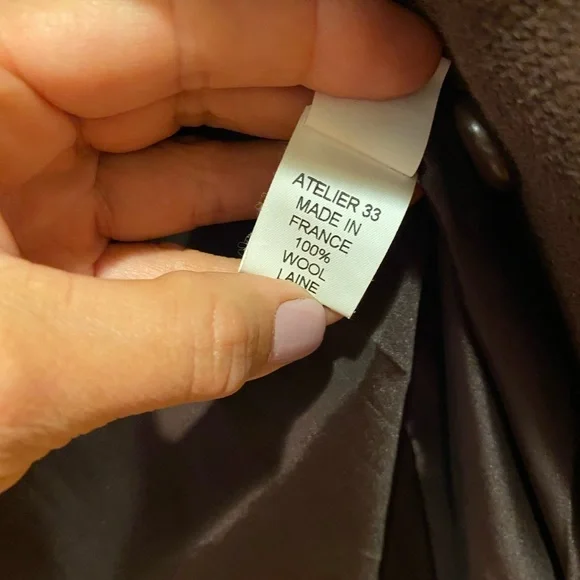 ATELIER 33
MADE IN
FRANCE
100%
WOOL
LAINE